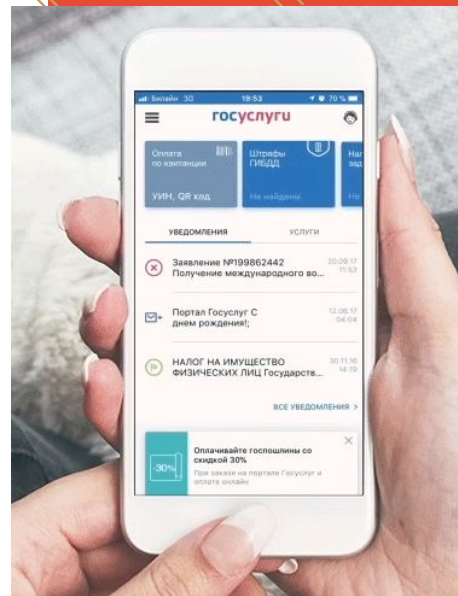 Билайн 3G 19:53 70 %
госуслуги
Оплата
по квитанции
УИН, QR код
Штрафы
ГИБДД
Не найдены
УВЕДОМЛЕНИЯ УСЛУГИ
Заявление №199862442 20.09.17
Получение международного во... 11:53
Портал Госуслуг С 12.06.17
днем рождения!; 04:04
НАЛОГ НА ИМУЩЕСТВО 30.11.16
ФИЗИЧЕСКИХ ЛИЦ Государств... 14:19
ВСЕ УВЕДОМЛЕНИЯ >
-30%
Оплачивайте госпошлины со
скидкой 30%
При заказе на портале Госуслуг и
оплате онлайн